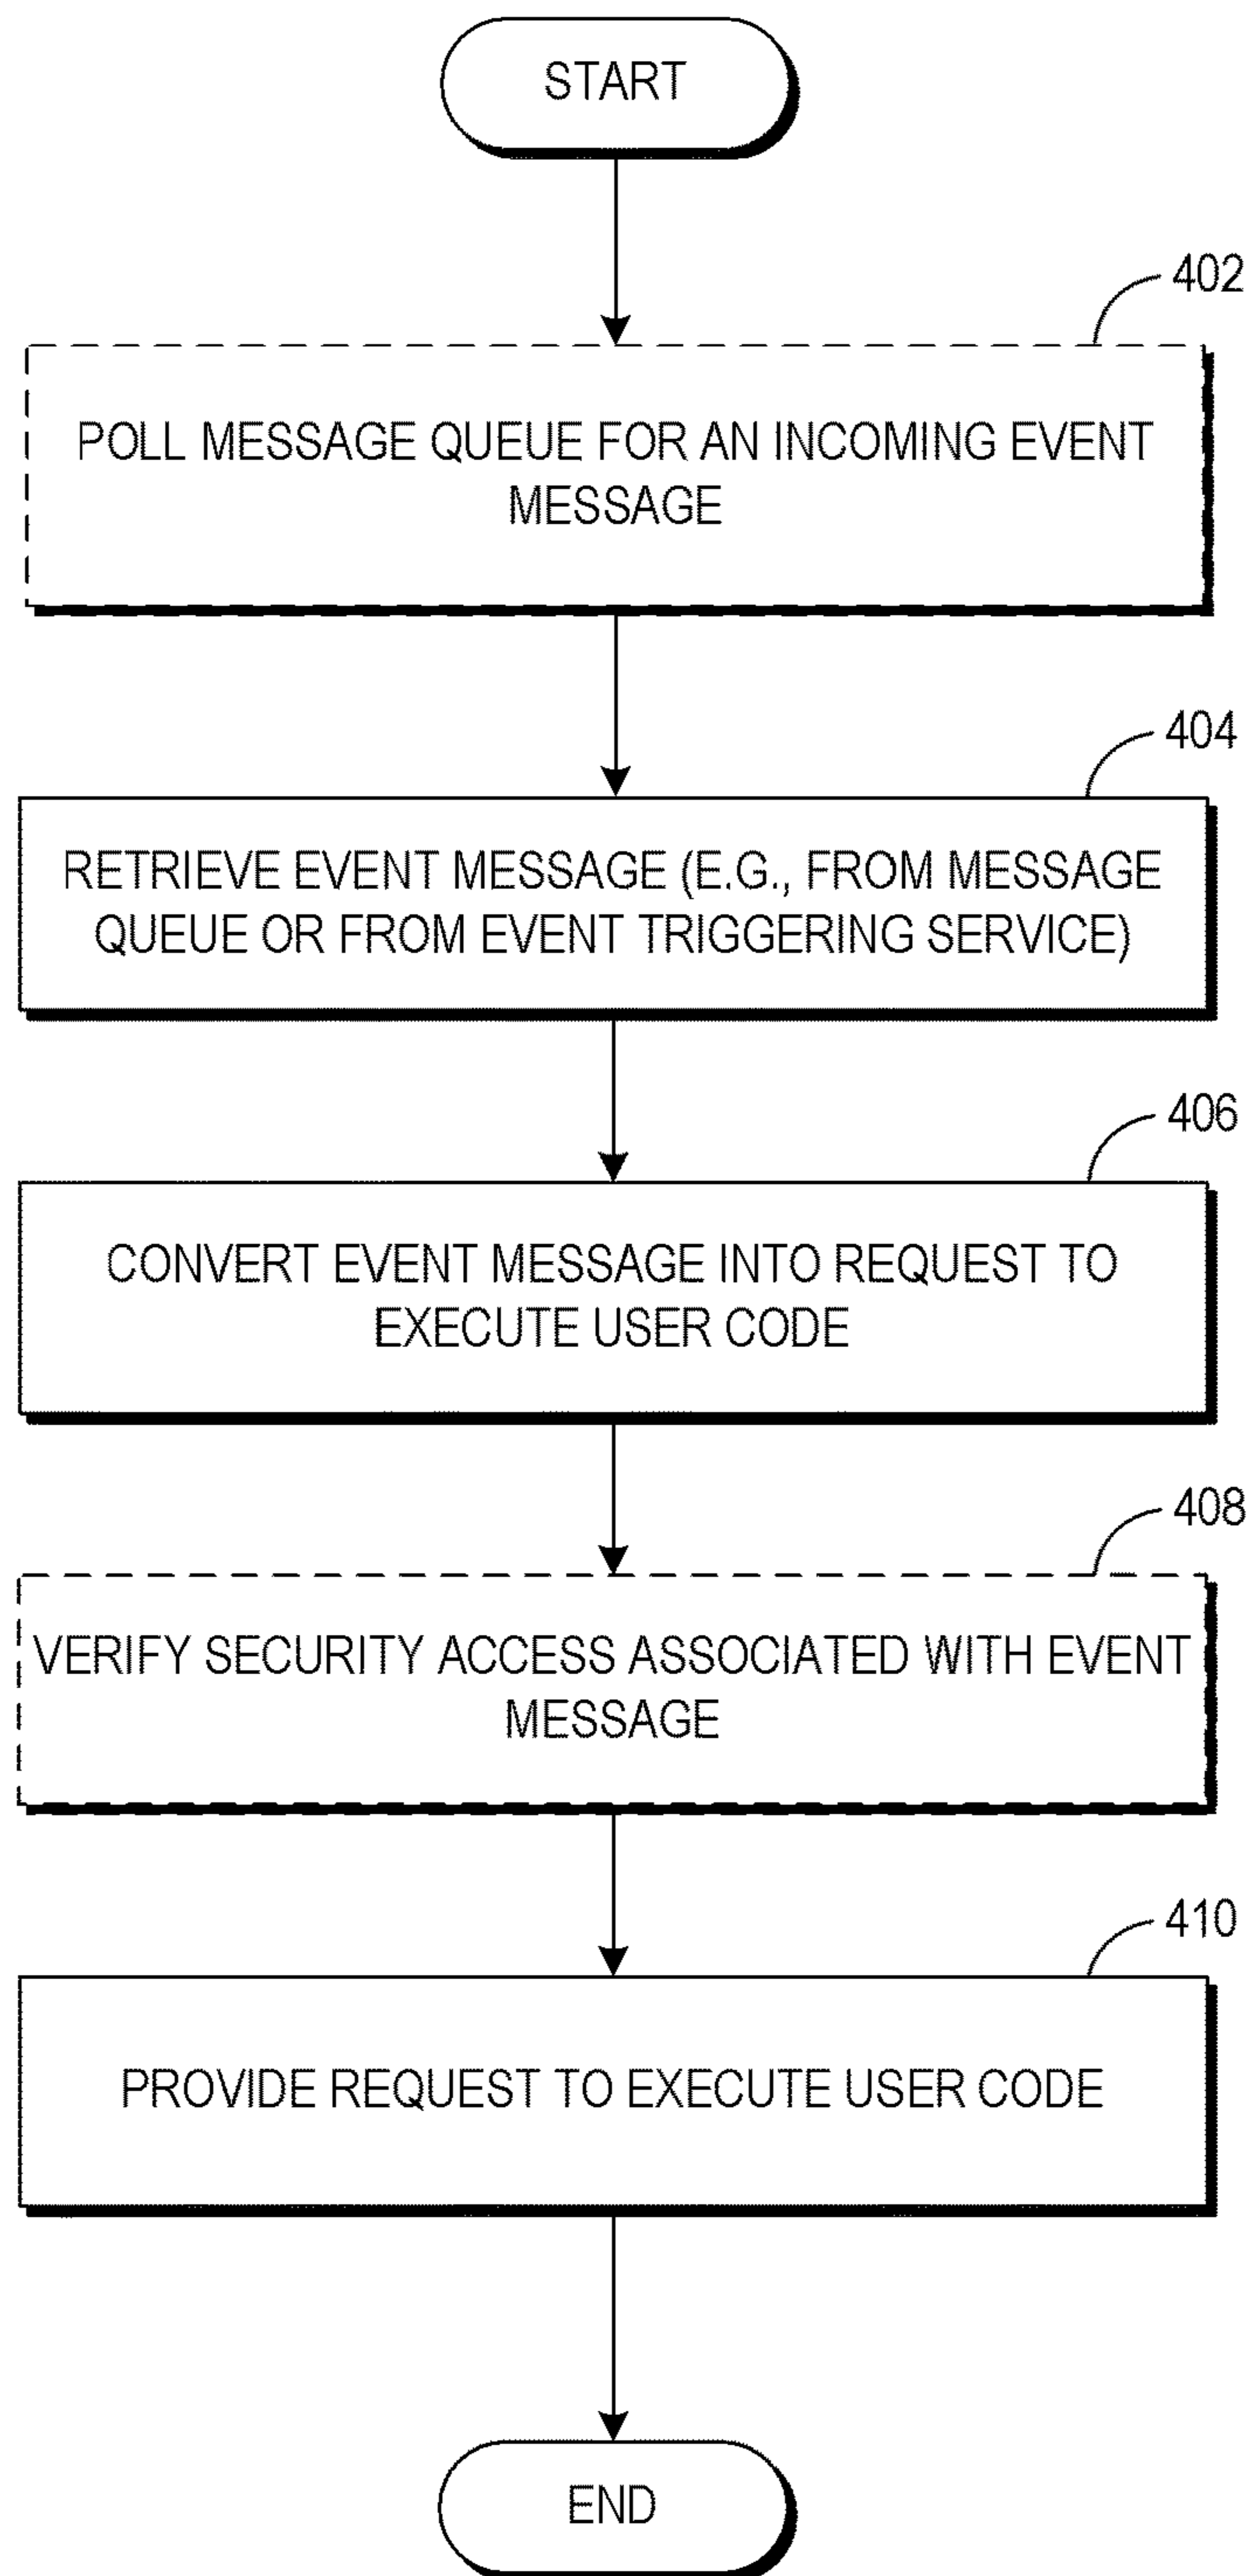 START
402
POLL MESSAGE QUEUE FOR AN INCOMING EVENT
MESSAGE
404
RETRIEVE EVENT MESSAGE (E.G., FROM MESSAGE
QUEUE OR FROM EVENT TRIGGERING SERVICE)
406
CONVERT EVENT MESSAGE INTO REQUEST TO
EXECUTE USER CODE
408
VERIFY SECURITY ACCESS ASSOCIATED WITH EVENT
MESSAGE
410
PROVIDE REQUEST TO EXECUTE USER CODE
END